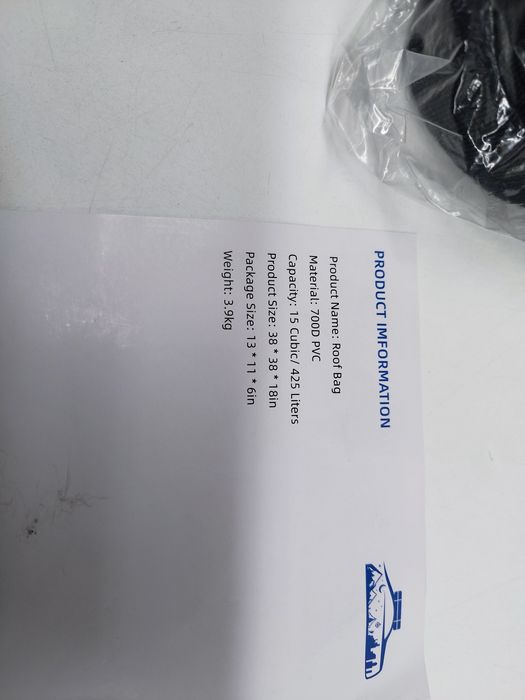 PRODUCT IMFORMATION
Product Name: Roof Bag
Material: 700D PVC
Capacity: 15 Cubic/ 425 Liters
Product Size: 38 * 38 * 18in
Package Size: 13 * 11 * 6in
Weight: 3.9kg